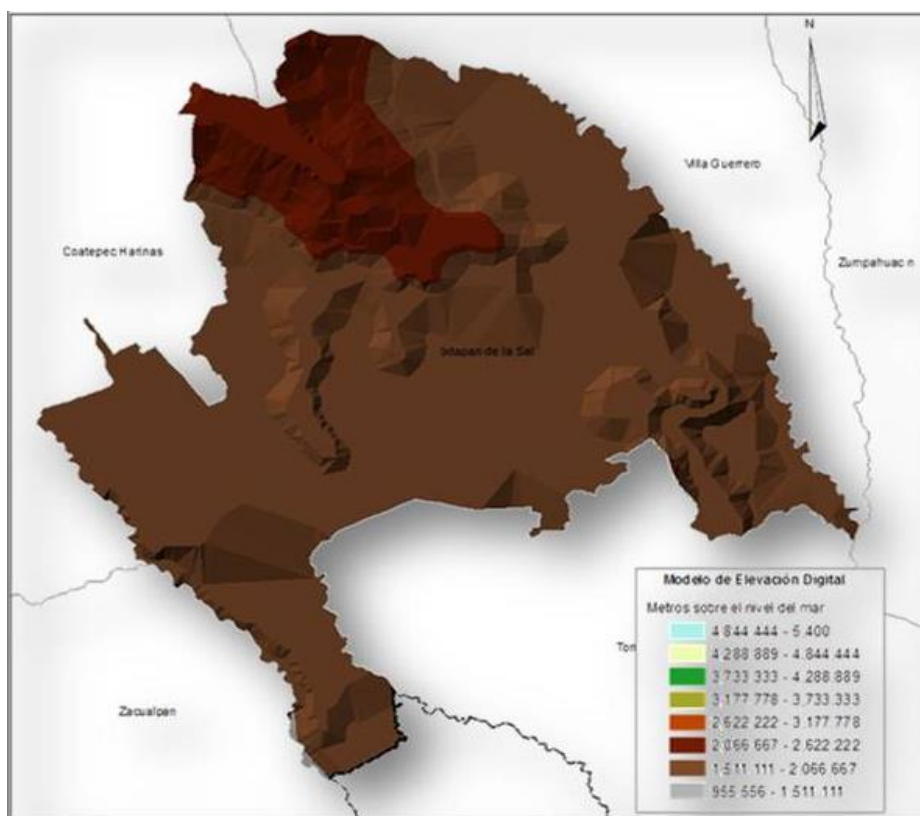 N
Villa Guerrero
Coatepec Harinas
Zumpahuac n
Ixtapan de la Sal
Modelo de Elevación Digital
Metros sobre el nivel del mar
4 844 444 - 5 400
4 288 889 - 4 844 444
3 733 333 - 4 288 889
3 177 778 - 3 733 333
2 622 222 - 3 177 778
2 066 667 - 2 622 222
1 511 111 - 2 066 667
955 556 - 1 511 111
Ton
Zacualpan